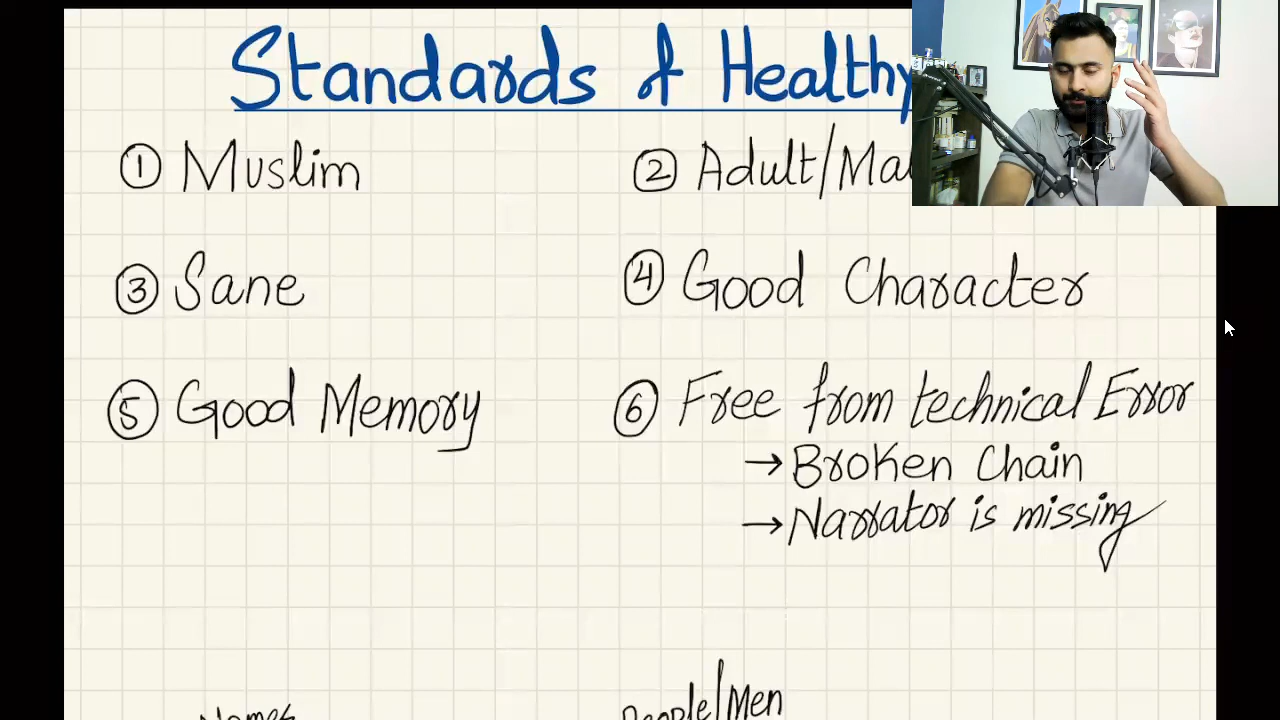 Standards of Healthy
① Muslim
② Adult/Ma
③ Sane
④ Good Character
⑤ Good Memory
⑥ Free from technical Error
→ Broken Chain
→ Narrator is missing
Names
People/Men